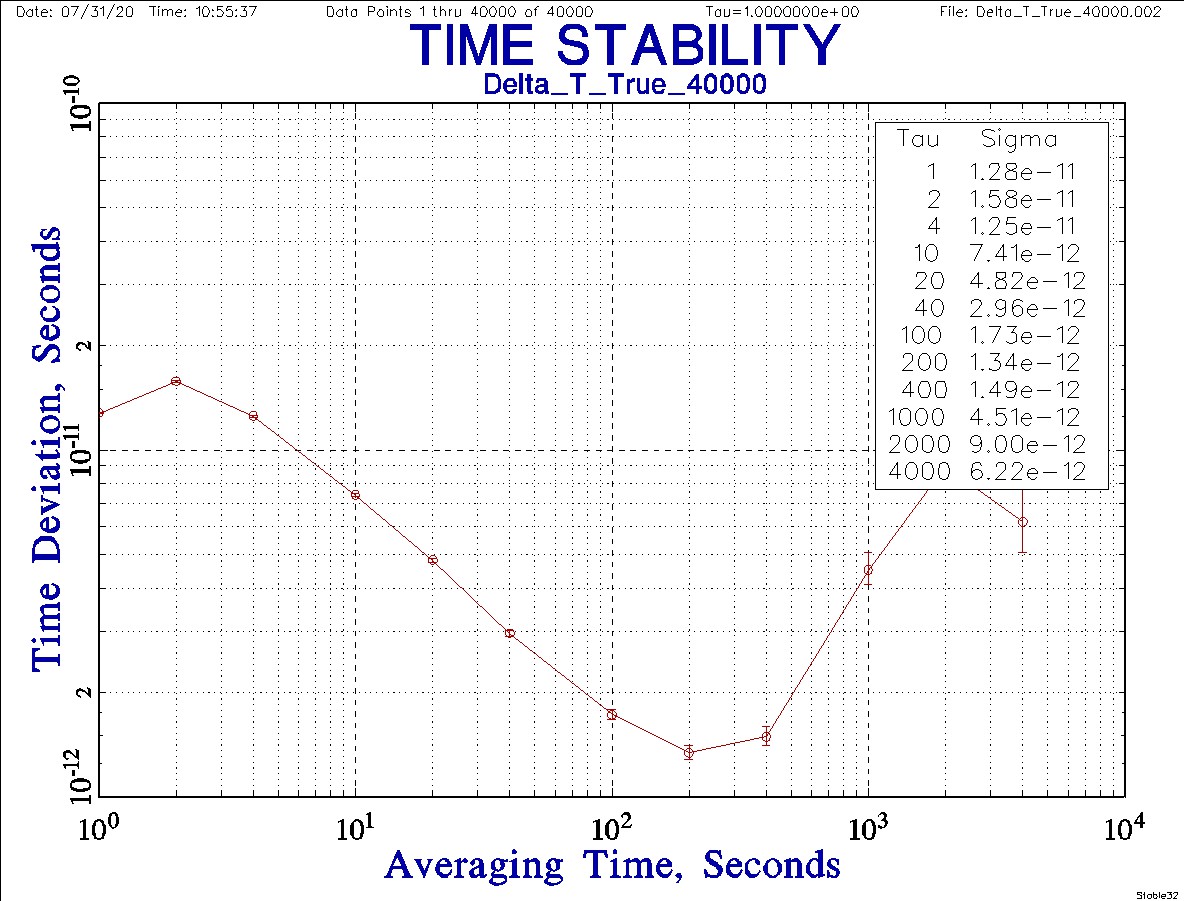 Date: 07/31/20 Time: 10:55:37 Data Points 1 thru 40000 of 40000 Tau=1.0000000e+00 File: Delta_T_True_40000.002
TIME STABILITY
Delta_T_True_40000
Time Deviation, Seconds
10^-10
2
10^-11
2
10^-12
Tau Sigma
1 1.28e-11
2 1.58e-11
4 1.25e-11
10 7.41e-12
20 4.82e-12
40 2.96e-12
100 1.73e-12
200 1.34e-12
400 1.49e-12
1000 4.51e-12
2000 9.00e-12
4000 6.22e-12
10^0 10^1 10^2 10^3 10^4
Averaging Time, Seconds
Stable32